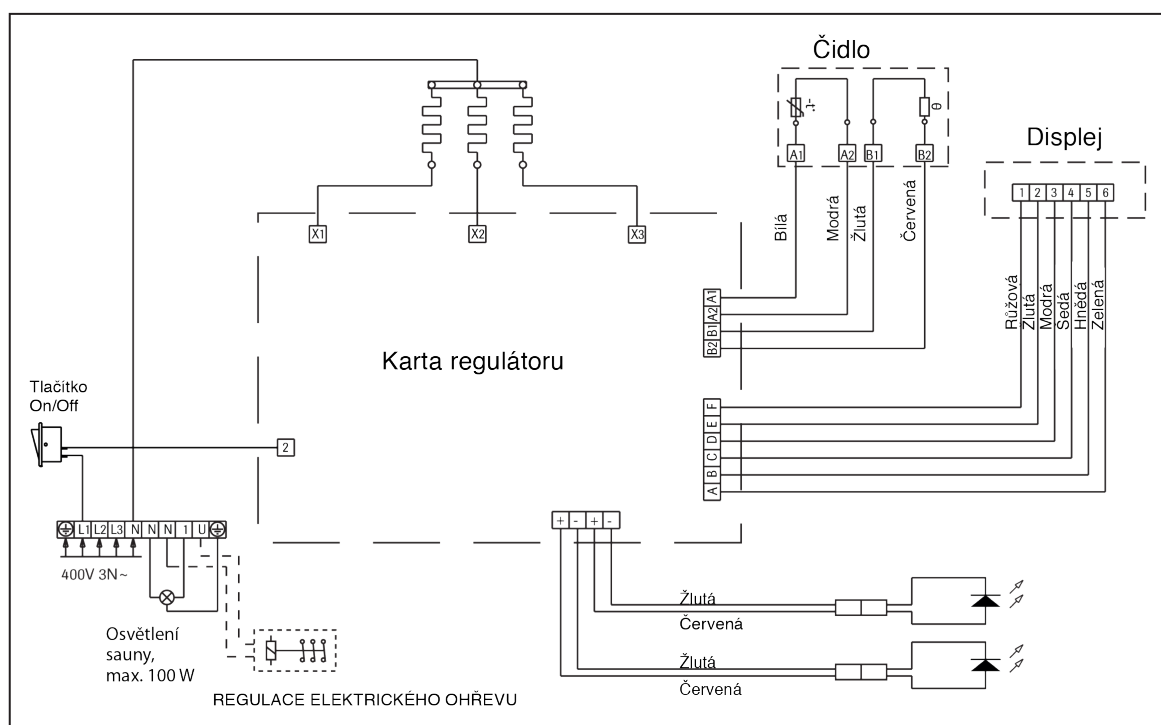 Čidlo
-t°
θ
A1 A2 B1 B2
Displej
1 2 3 4 5 6
Bílá
Modrá
Žlutá
Červená
Růžová
Žlutá
Modrá
Šedá
Hnědá
Zelená
X1 X2 X3
A1
A2
B1
B2
Karta regulátoru
Tlačítko
On/Off
2
F
E
D
C
B
A
L1 L2 L3 N N N 1 U
400V 3N~
+ - + -
Osvětlení
sauny,
max. 100 W
REGULACE ELEKTRICKÉHO OHŘEVU
Žlutá
Červená
Žlutá
Červená